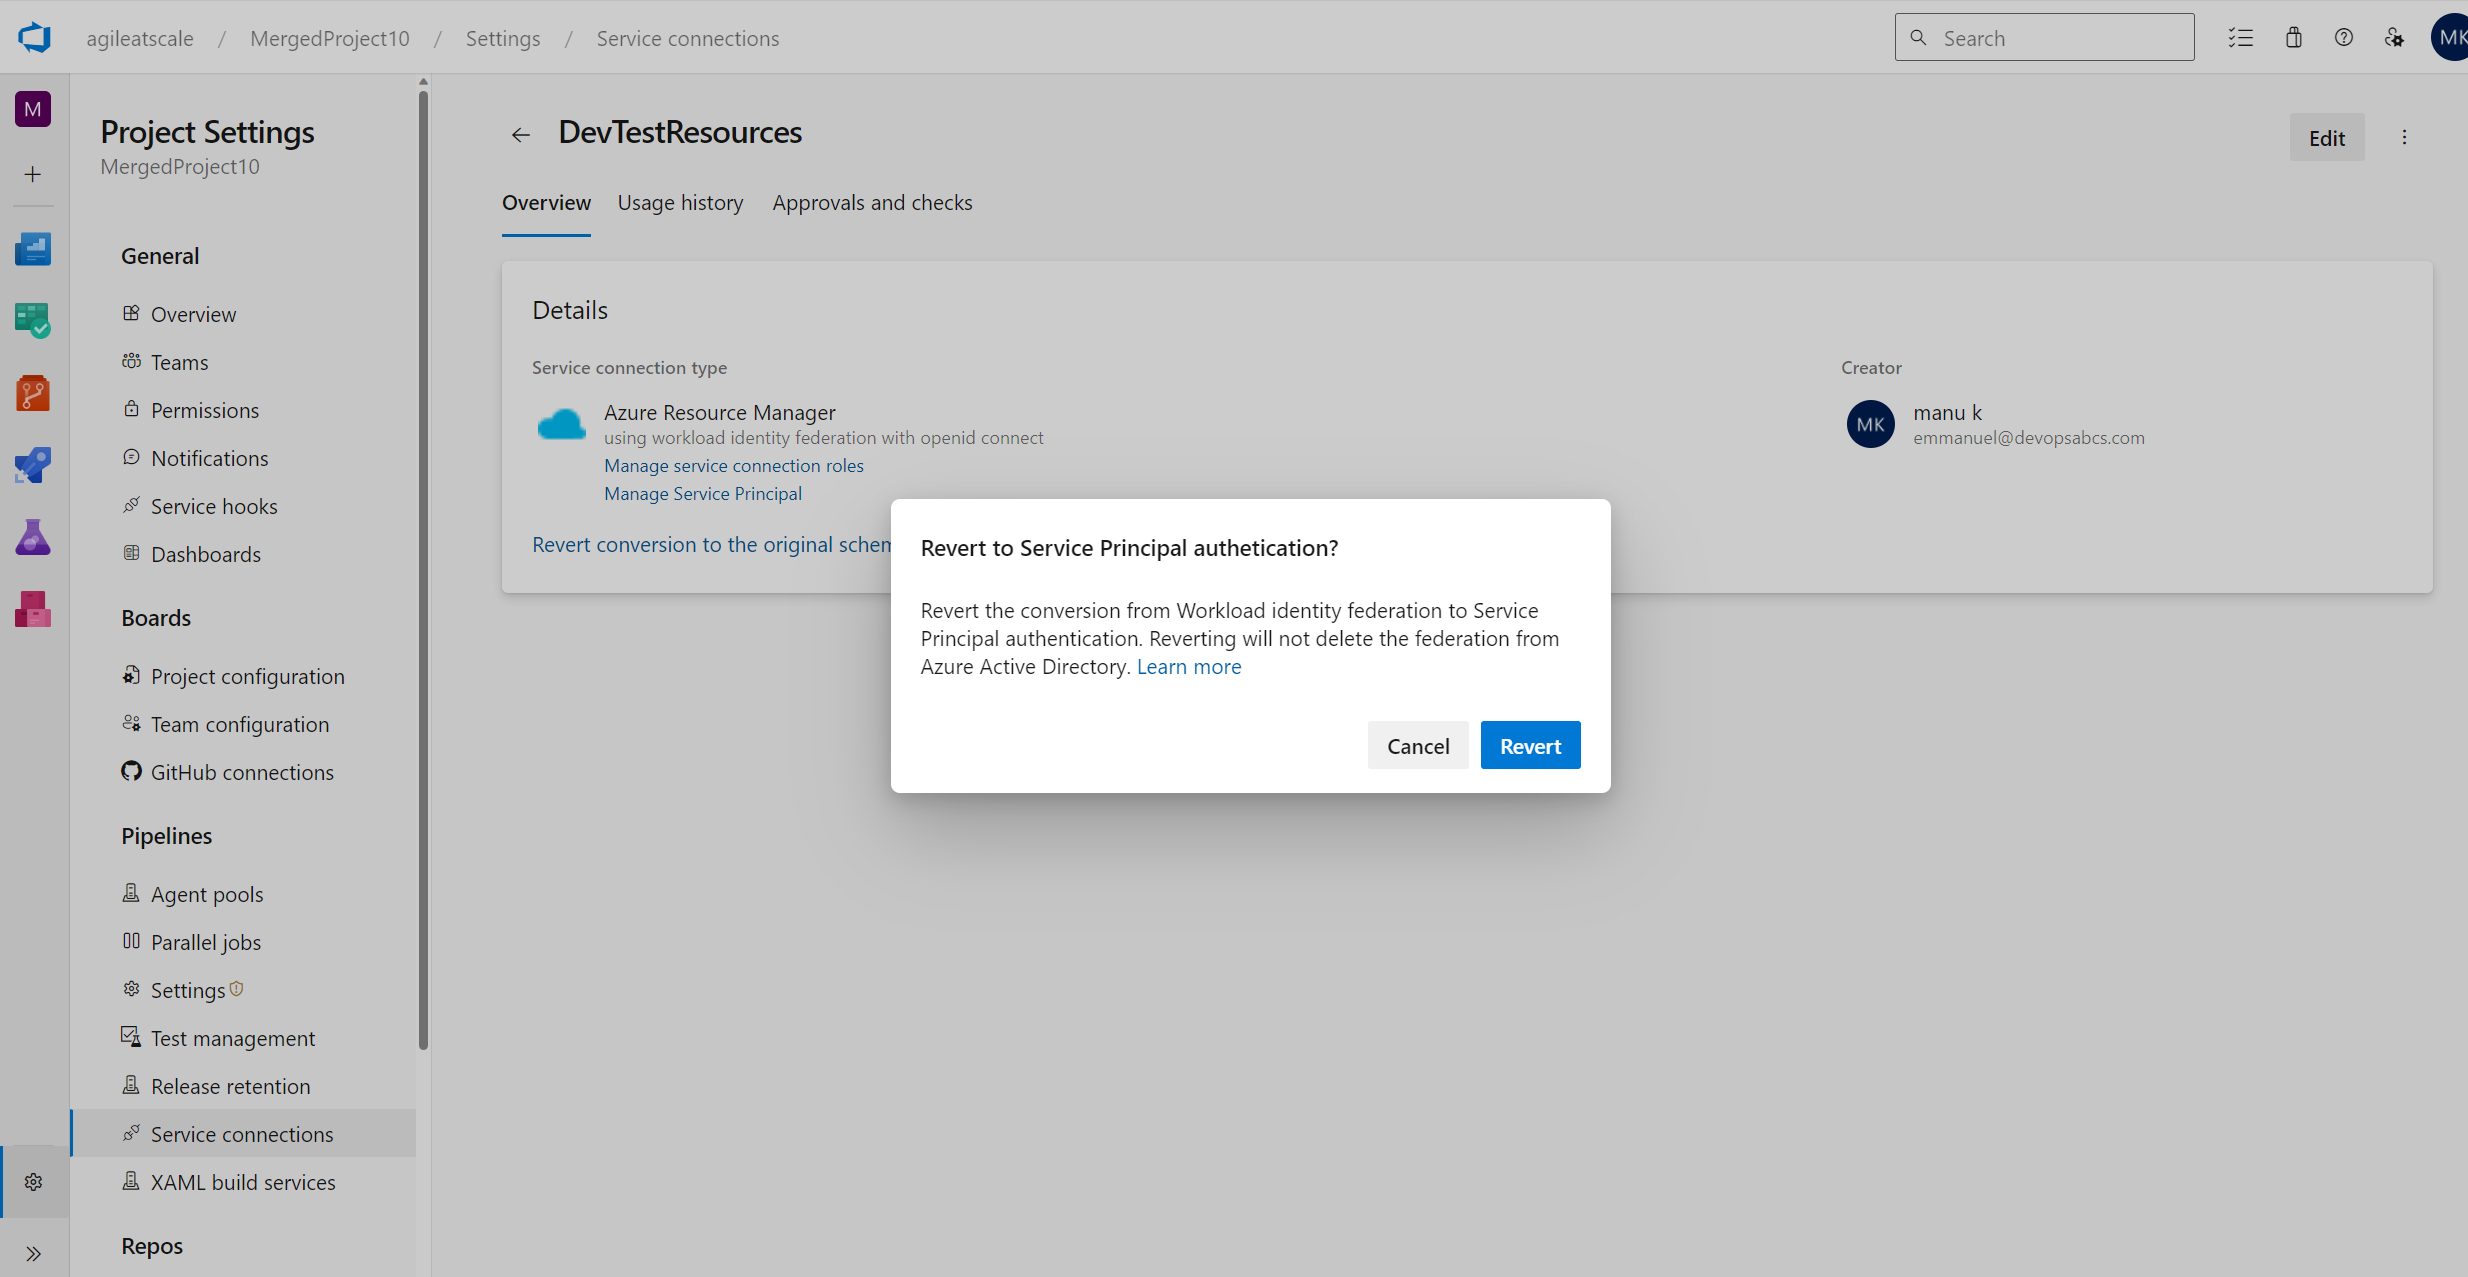 agileatscale / MergedProject10 / Settings / Service connections
Search
MK
M
Project Settings
MergedProject10
General
Overview
Teams
Permissions
Notifications
Service hooks
Dashboards
Boards
Project configuration
Team configuration
GitHub connections
Pipelines
Agent pools
Parallel jobs
Settings
Test management
Release retention
Service connections
XAML build services
Repos
DevTestResources
Edit
Overview Usage history Approvals and checks
Details
Service connection type
Azure Resource Manager
using workload identity federation with openid connect
Manage service connection roles
Manage Service Principal
Revert conversion to the original schem
Creator
MK
manu k
emmanuel@devopsabcs.com
Revert to Service Principal authetication?
Revert the conversion from Workload identity federation to Service
Principal authentication. Reverting will not delete the federation from
Azure Active Directory. Learn more
Cancel
Revert